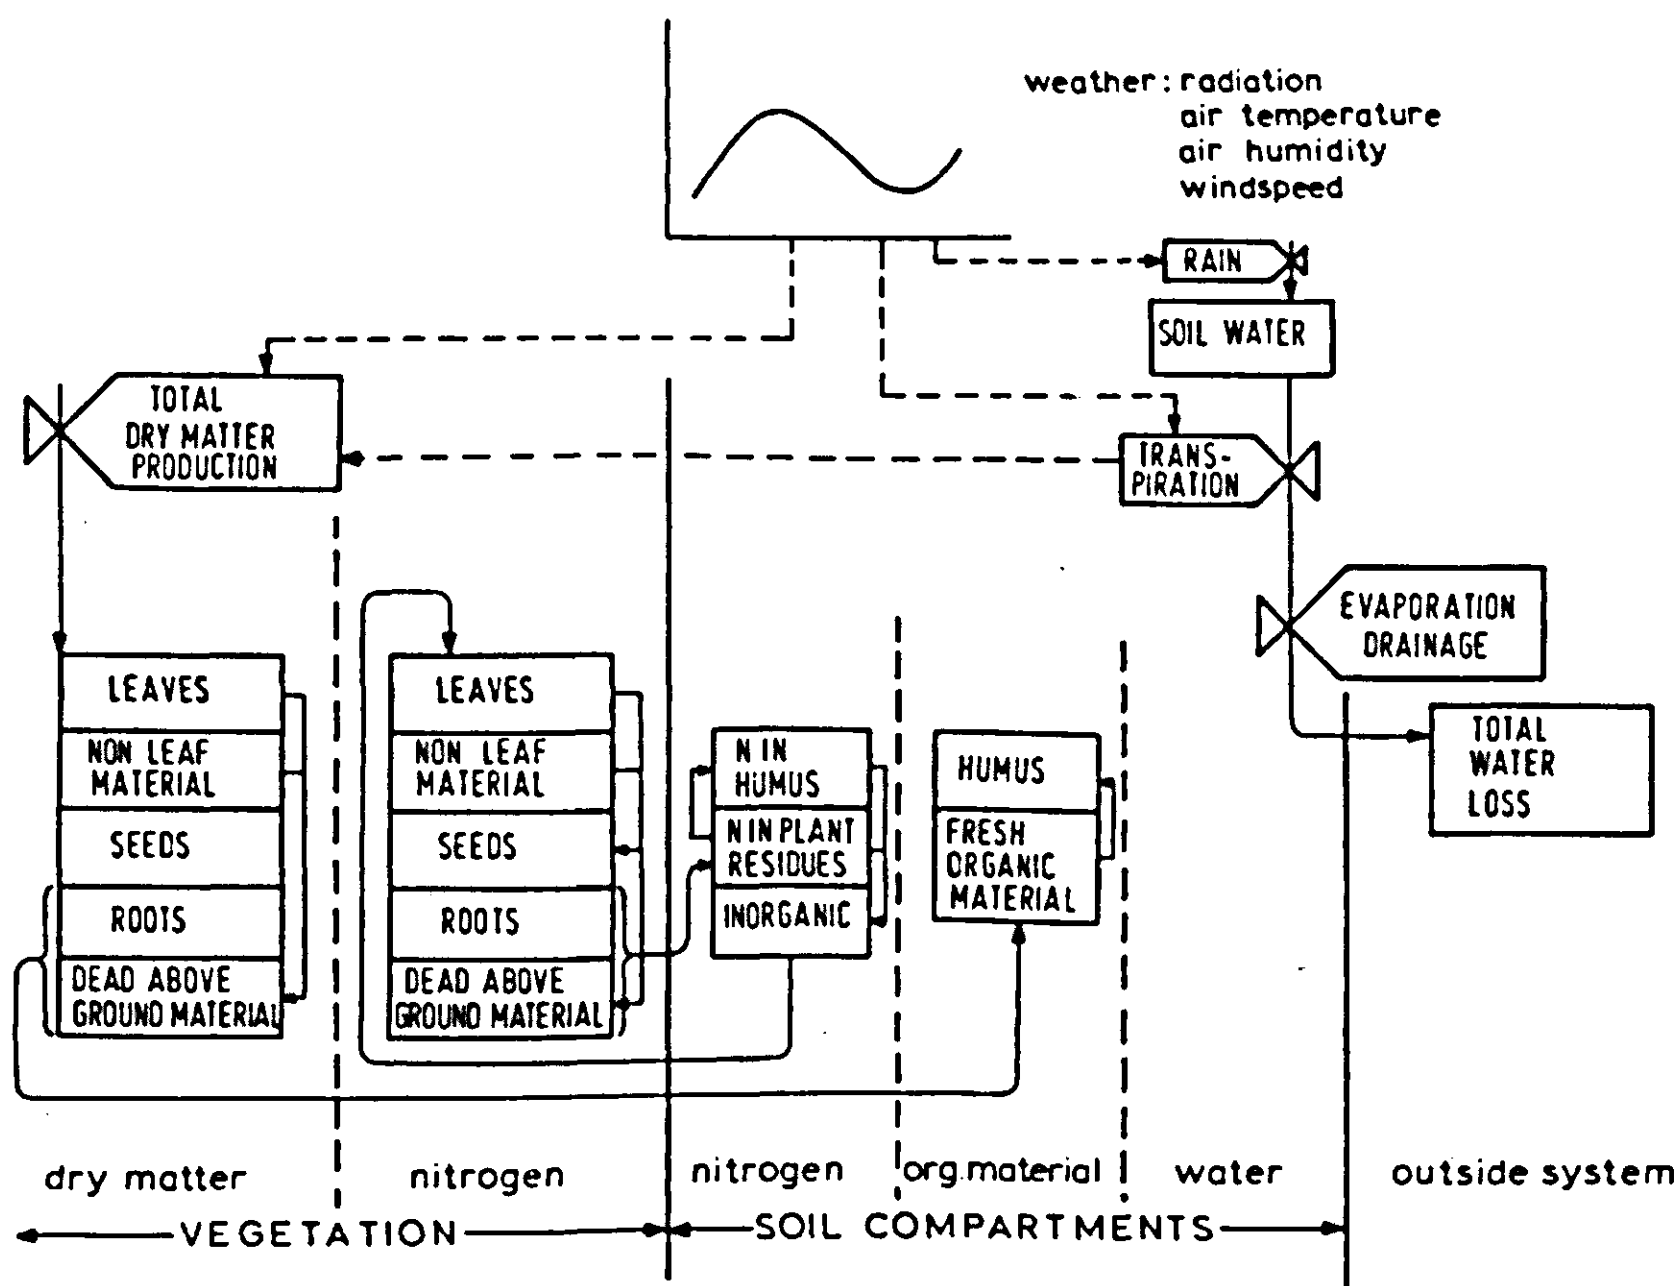 weather: radiation
air temperature
air humidity
windspeed
RAIN
SOIL WATER
TOTAL
DRY MATTER
PRODUCTION
TRANS-
PIRATION
EVAPORATION
DRAINAGE
TOTAL
WATER
LOSS
LEAVES
NON LEAF
MATERIAL
SEEDS
ROOTS
DEAD ABOVE
GROUND MATERIAL
LEAVES
NON LEAF
MATERIAL
SEEDS
ROOTS
DEAD ABOVE
GROUND MATERIAL
N IN
HUMUS
N IN PLANT
RESIDUES
INORGANIC
HUMUS
FRESH
ORGANIC
MATERIAL
dry matter
nitrogen
nitrogen
org.material
water
outside system
VEGETATION
SOIL COMPARTMENTS